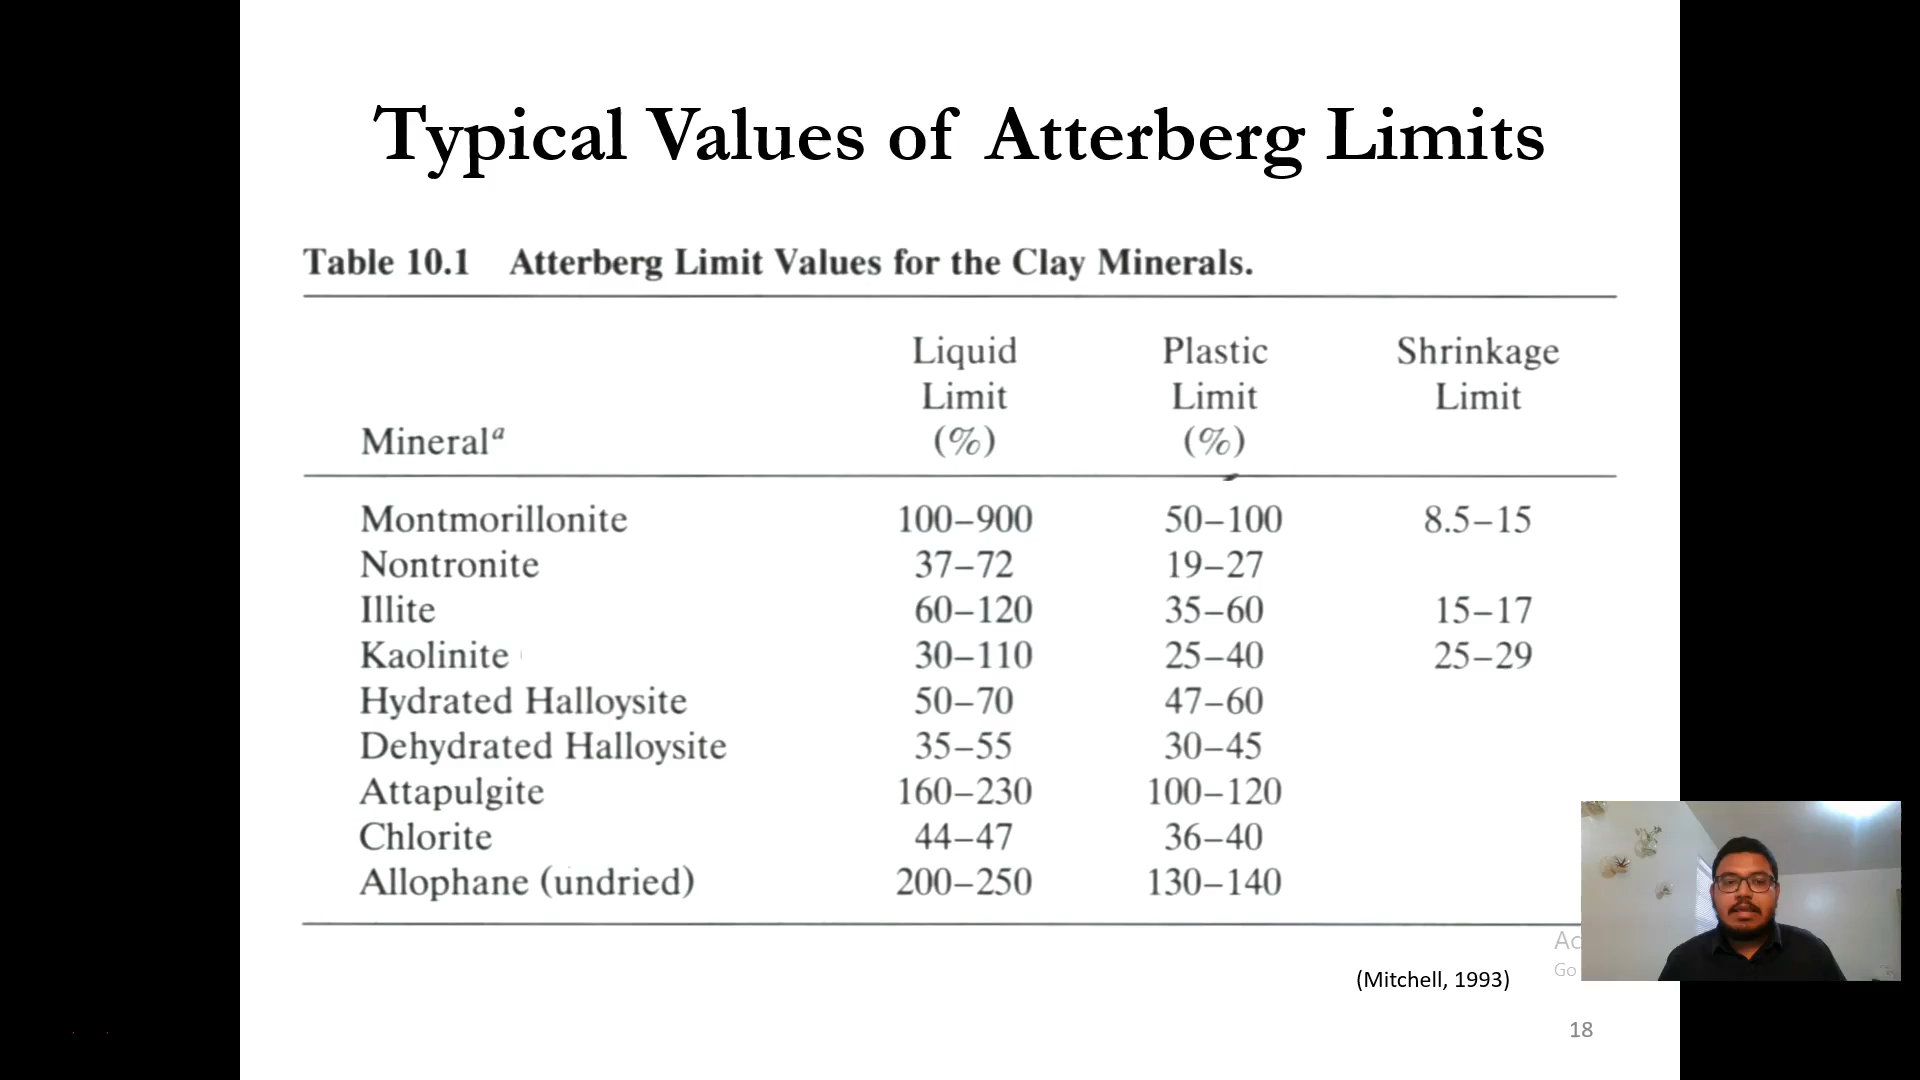 Typical Values of Atterberg Limits
Table 10.1 Atterberg Limit Values for the Clay Minerals.
Mineralᵃ Liquid Limit (%) Plastic Limit (%) Shrinkage Limit
Montmorillonite 100–900 50–100 8.5–15
Nontronite 37–72 19–27
Illite 60–120 35–60 15–17
Kaolinite 30–110 25–40 25–29
Hydrated Halloysite 50–70 47–60
Dehydrated Halloysite 35–55 30–45
Attapulgite 160–230 100–120
Chlorite 44–47 36–40
Allophane (undried) 200–250 130–140
Ac
Go
(Mitchell, 1993)
18